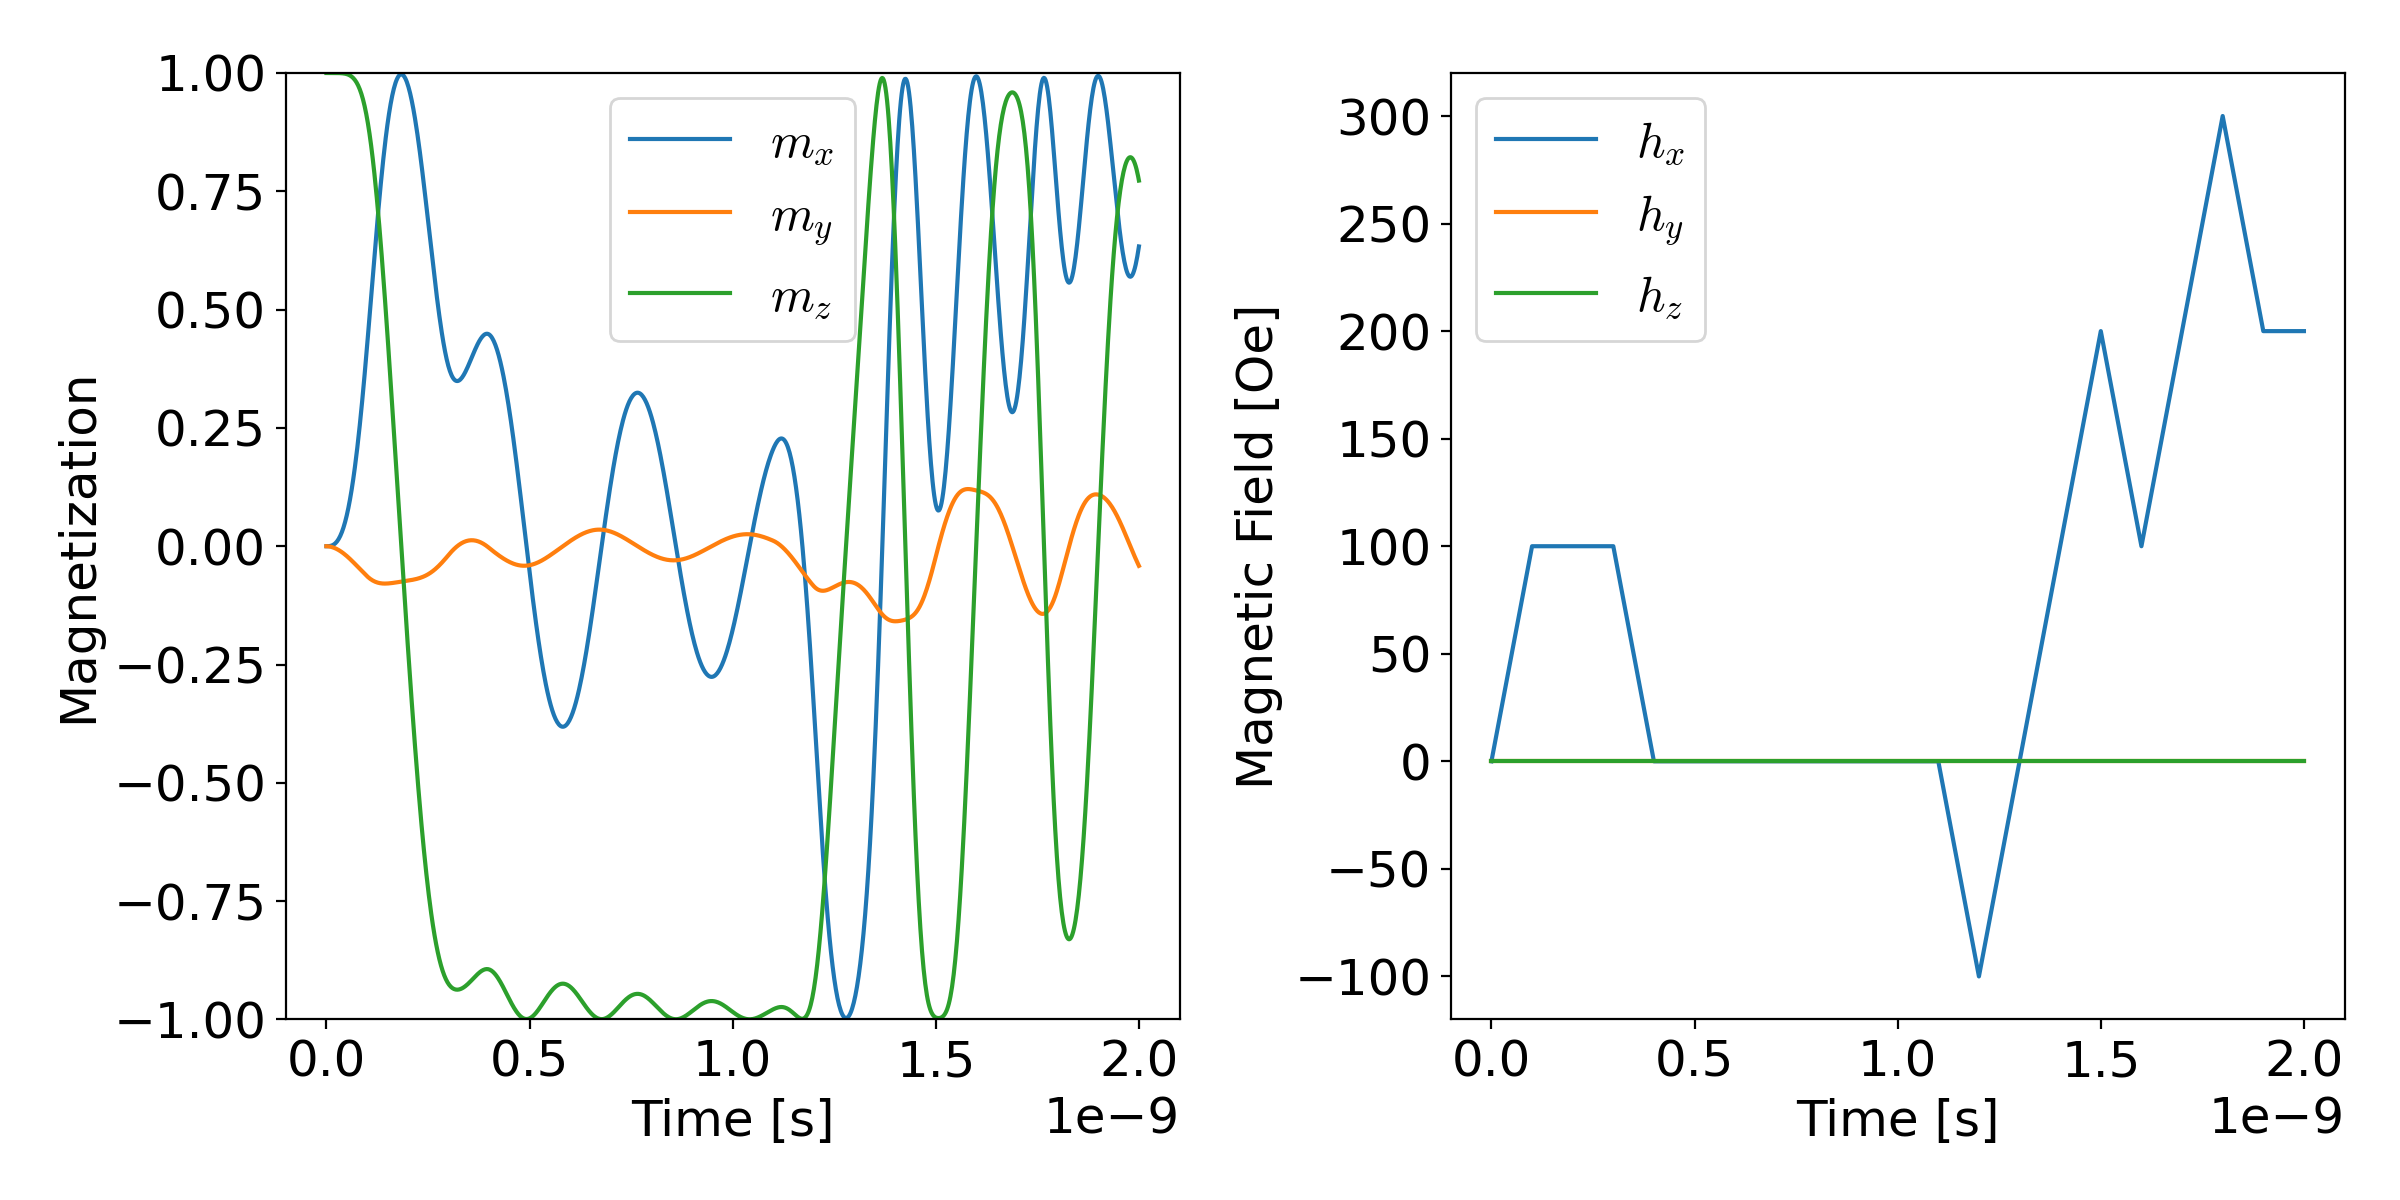 Magnetization
1.00
0.75
0.50
0.25
0.00
−0.25
−0.50
−0.75
−1.00
m_x
m_y
m_z
0.0 0.5 1.0 1.5 2.0
Time [s]
1e−9
Magnetic Field [Oe]
300
250
200
150
100
50
0
−50
−100
h_x
h_y
h_z
0.0 0.5 1.0 1.5 2.0
Time [s]
1e−9